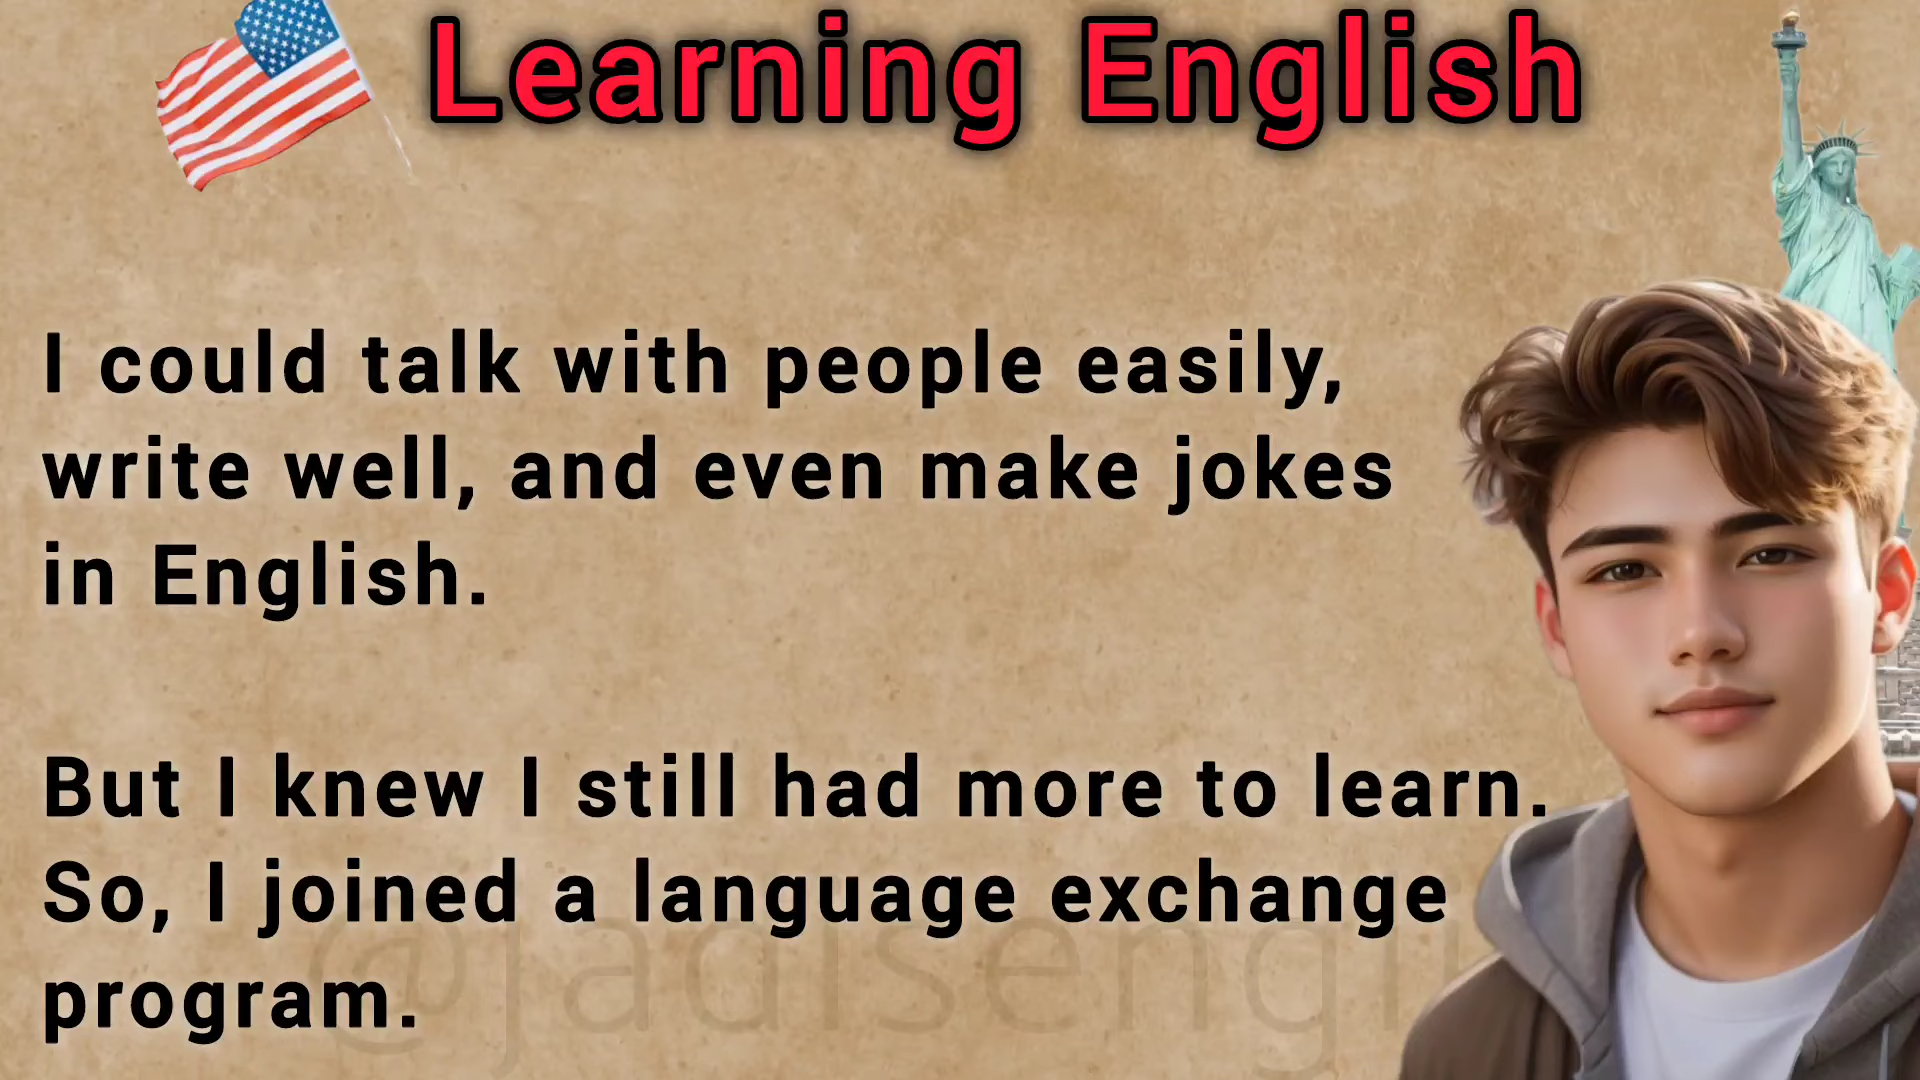 Learning English
I could talk with people easily,
write well, and even make jokes
in English.
But I knew I still had more to learn.
So, I joined a language exchange
program.
@jadisengli